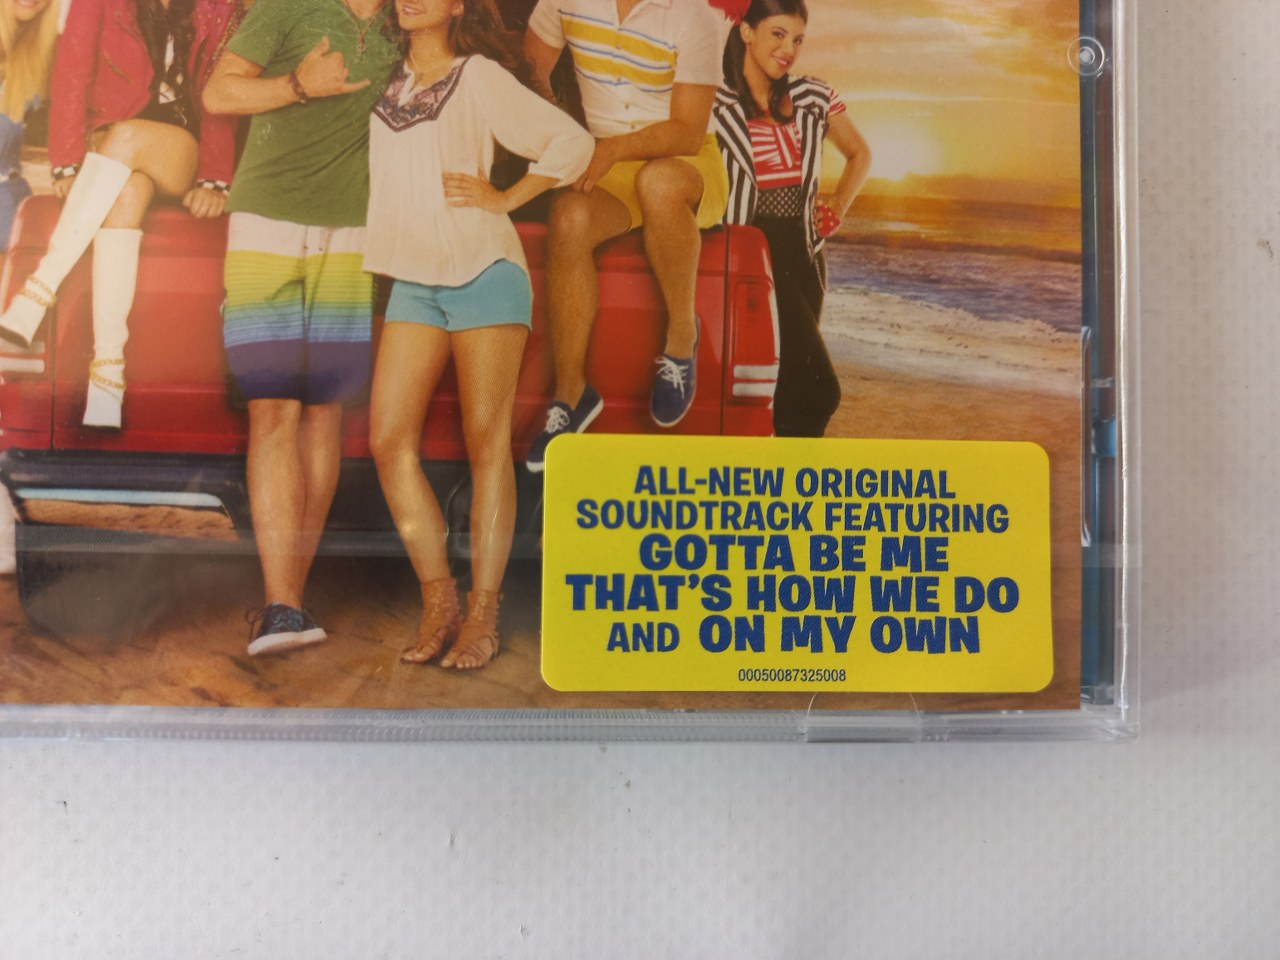 ALL-NEW ORIGINAL
SOUNDTRACK FEATURING
GOTTA BE ME
THAT'S HOW WE DO
AND ON MY OWN
00050087325008